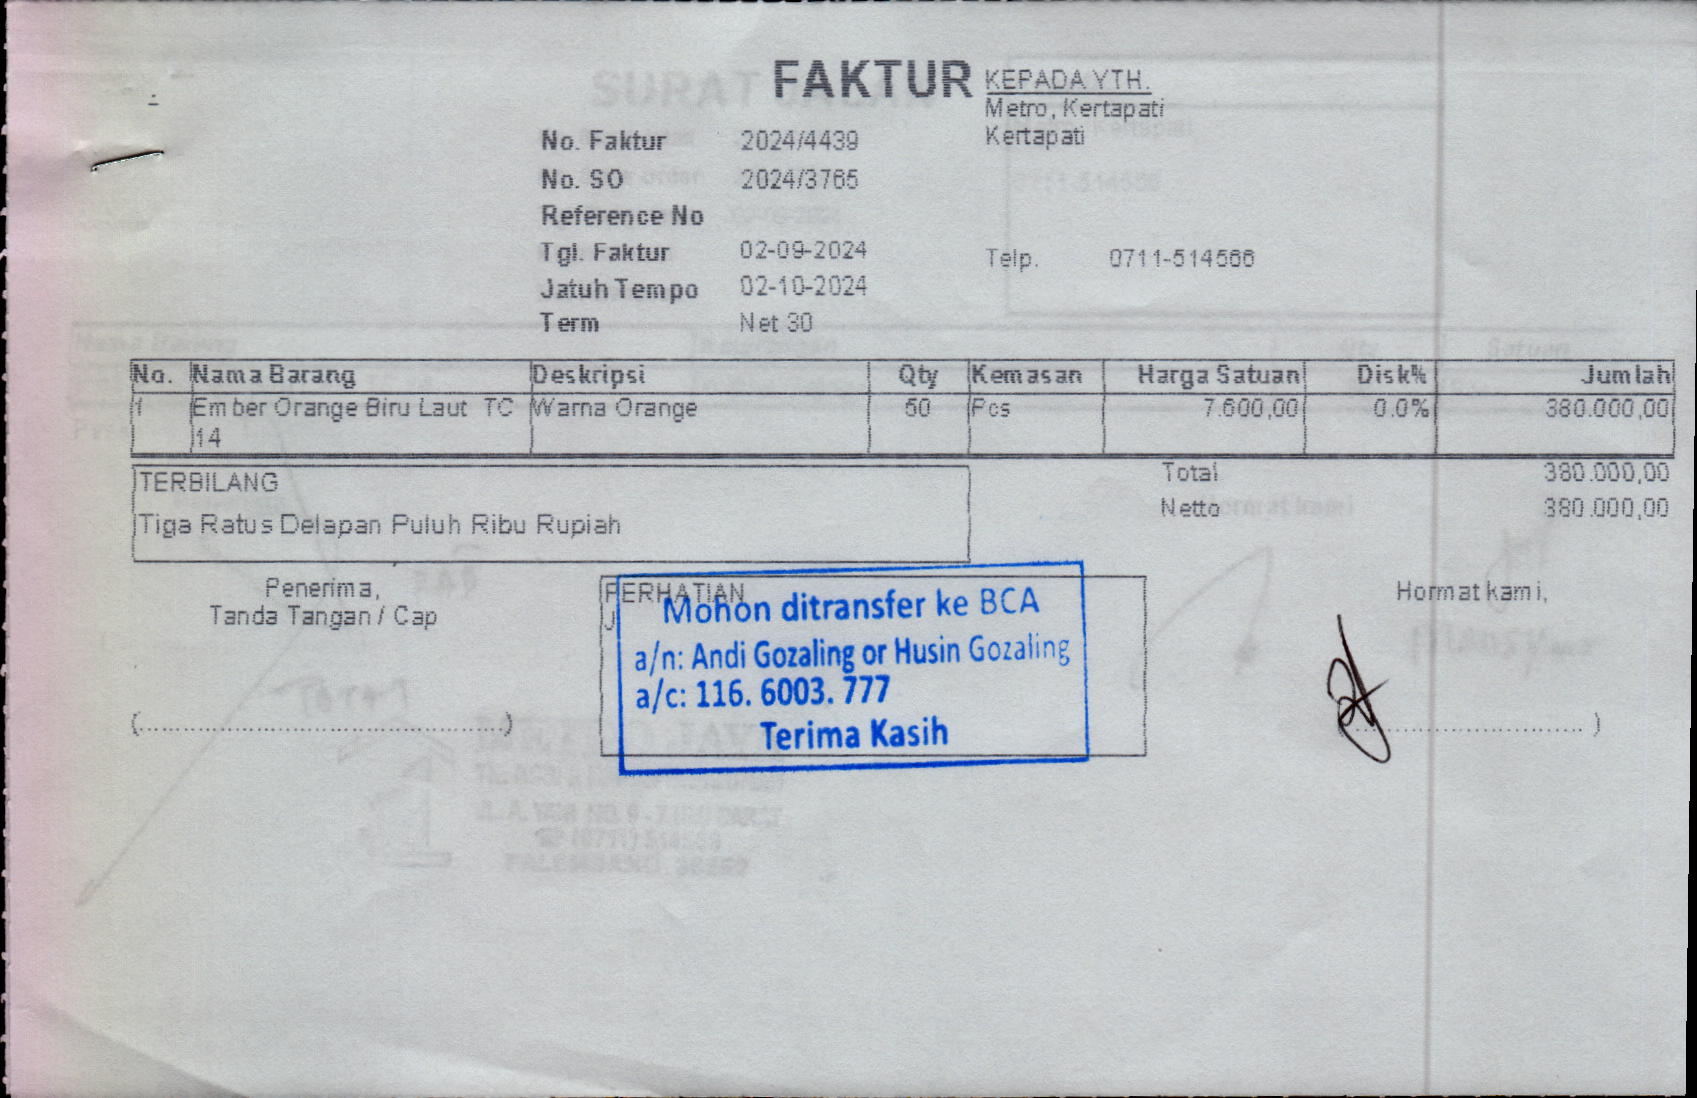 FAKTUR
KEPADA YTH.
Metro, Kertapati
Kertapati
No. Faktur 2024/4439
No. SO 2024/3765
Reference No
Tgl. Faktur 02-09-2024
Telp. 0711-514566
Jatuh Tempo 02-10-2024
Term Net 30
No. Nama Barang Deskripsi Qty Kemasan Harga Satuan Disk% Jumlah
1 Ember Orange Biru Laut TC Warna Orange 50 Pcs 7.600,00 0.0% 380.000,00
14
Total 380.000,00
TERBILANG
Netto 380.000,00
Tiga Ratus Delapan Puluh Ribu Rupiah
Penerima,
Tanda Tangan / Cap
PERHATIAN
Mohon ditransfer ke BCA
a/n: Andi Gozaling or Husin Gozaling
a/c: 116. 6003. 777
Terima Kasih
Hormat kami,
(........................................)
........................ )